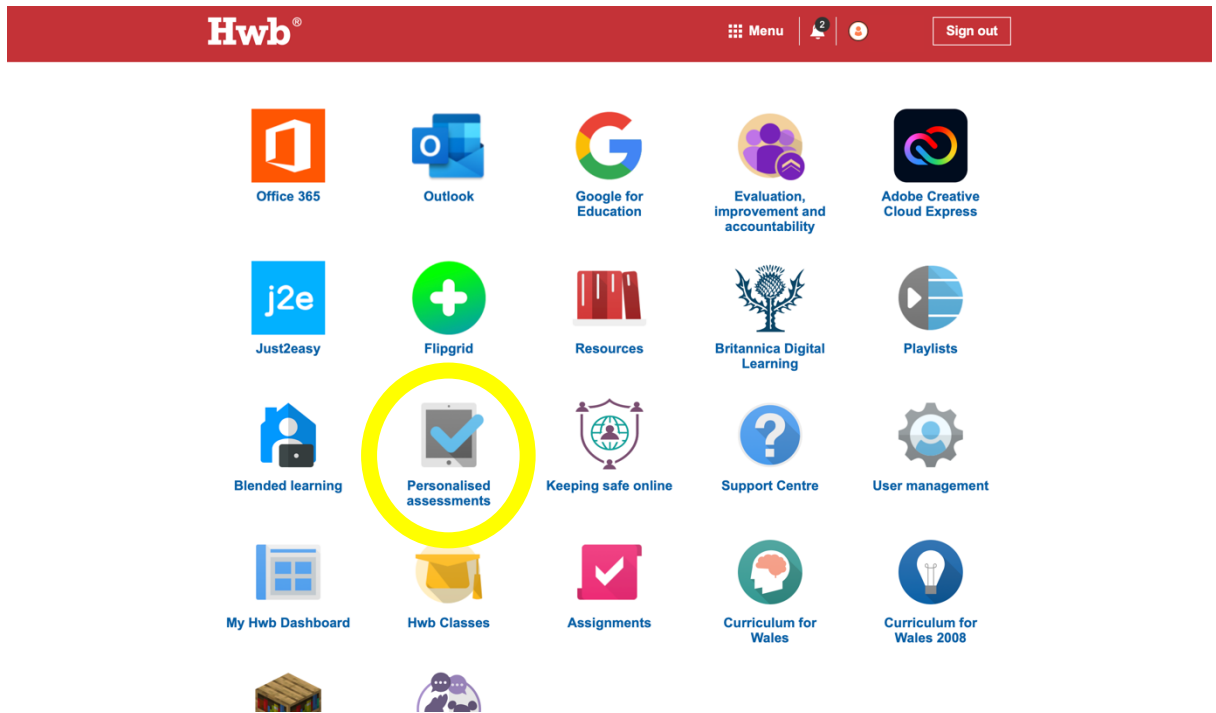 Hwb®
Menu
2
Sign out
O
Office 365
Outlook
Google for
Education
Evaluation,
improvement and
accountability
Adobe Creative
Cloud Express
j2e
Just2easy
Flipgrid
Resources
Britannica Digital
Learning
Playlists
?
Blended learning
Personalised
assessments
Keeping safe online
Support Centre
User management
My Hwb Dashboard
Hwb Classes
Assignments
Curriculum for
Wales
Curriculum for
Wales 2008